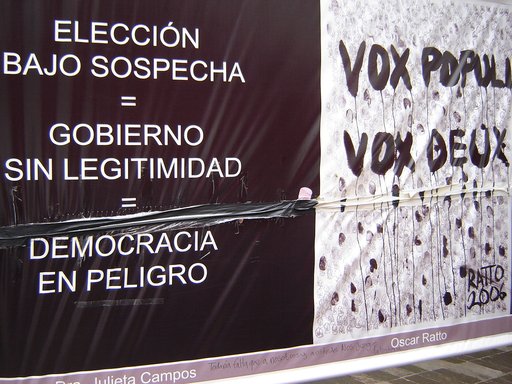 ELECCIÓN
BAJO SOSPECHA
=
GOBIERNO
SIN LEGITIMIDAD
=
DEMOCRACIA
EN PELIGRO
Dra. Julieta Campos
VOX POPULI
VOX DEUX
RATTO
2006
Oscar Ratto